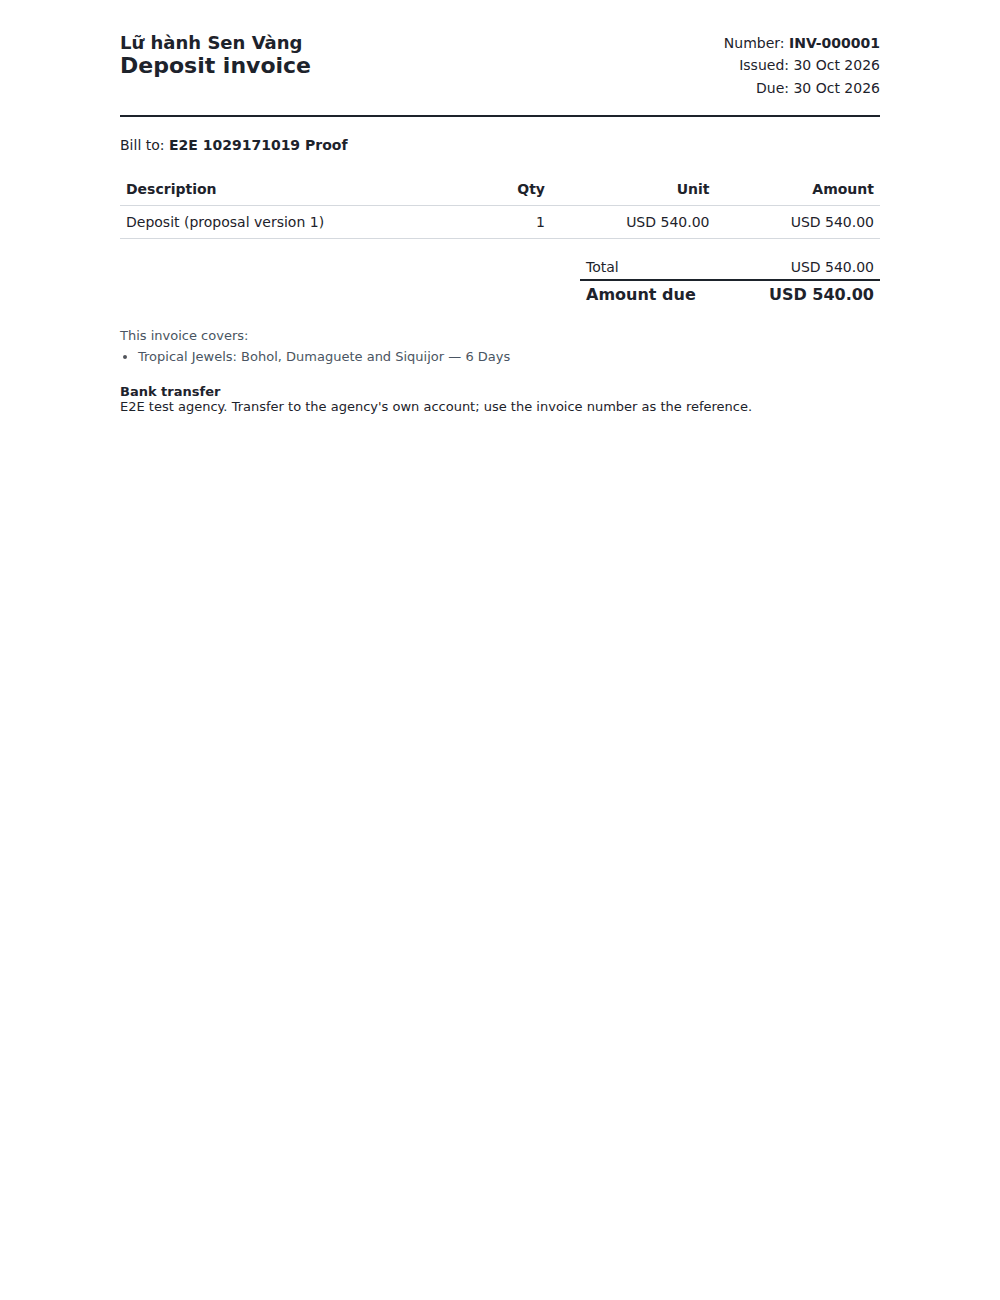 Lữ hành Sen Vàng
Deposit invoice
Number: INV-000001
Issued: 30 Oct 2026
Due: 30 Oct 2026
Bill to: E2E 1029171019 Proof
Description Qty Unit Amount
Deposit (proposal version 1) 1 USD 540.00 USD 540.00
Total USD 540.00
Amount due USD 540.00
This invoice covers:
• Tropical Jewels: Bohol, Dumaguete and Siquijor — 6 Days
Bank transfer
E2E test agency. Transfer to the agency's own account; use the invoice number as the reference.